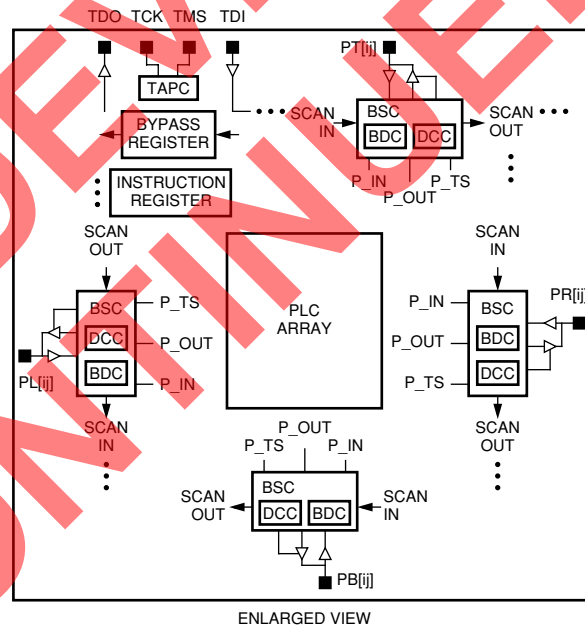 TDO TCK TMS TDI
PT[ij]
TAPC
BYPASS
REGISTER
INSTRUCTION
REGISTER
SCAN
IN
BSC
BDC DCC
SCAN
OUT
P_IN P_TS
P_OUT
SCAN
OUT
BSC
DCC
BDC
P_TS
P_OUT
P_IN
PL[ij]
SCAN
IN
PLC
ARRAY
SCAN
IN
P_IN
P_OUT
P_TS
BSC
BDC
DCC
PR[ij]
SCAN
OUT
P_OUT
P_TS P_IN
BSC
DCC BDC
SCAN
OUT
SCAN
IN
PB[ij]
ENLARGED VIEW